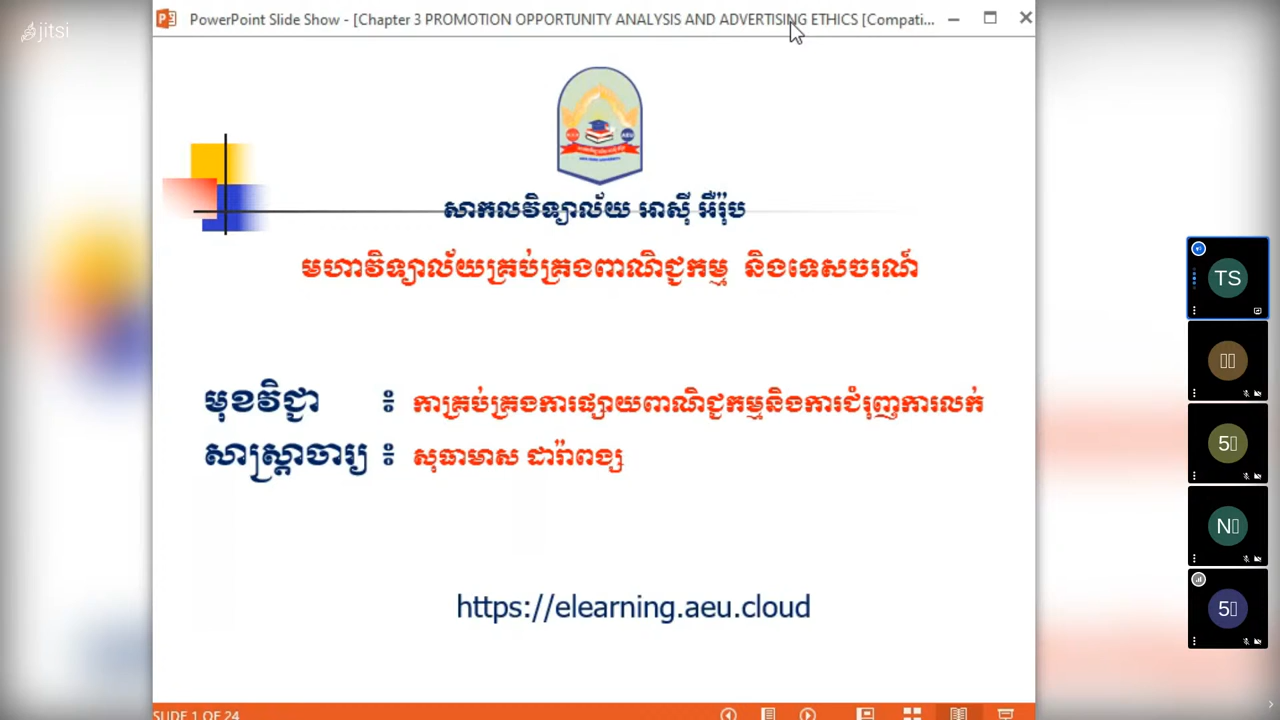 PowerPoint Slide Show - [Chapter 3 PROMOTION OPPORTUNITY ANALYSIS AND ADVERTISING ETHICS [Compati...
jitsi
សាកលវិទ្យាល័យ អាស៊ី អឺរ៉ុប
មហាវិទ្យាល័យគ្រប់គ្រងពាណិជ្ជកម្ម និងទេសចរណ៍
មុខវិជ្ជា ៖ កាគ្រប់គ្រងការផ្សាយពាណិជ្ជកម្មនិងការជំរុញការលក់
សាស្ត្រាចារ្យ ៖ សុធាមាស ដារ៉ាពង្ស
https://elearning.aeu.cloud
SLIDE 1 OF 24
TS
5
N
5